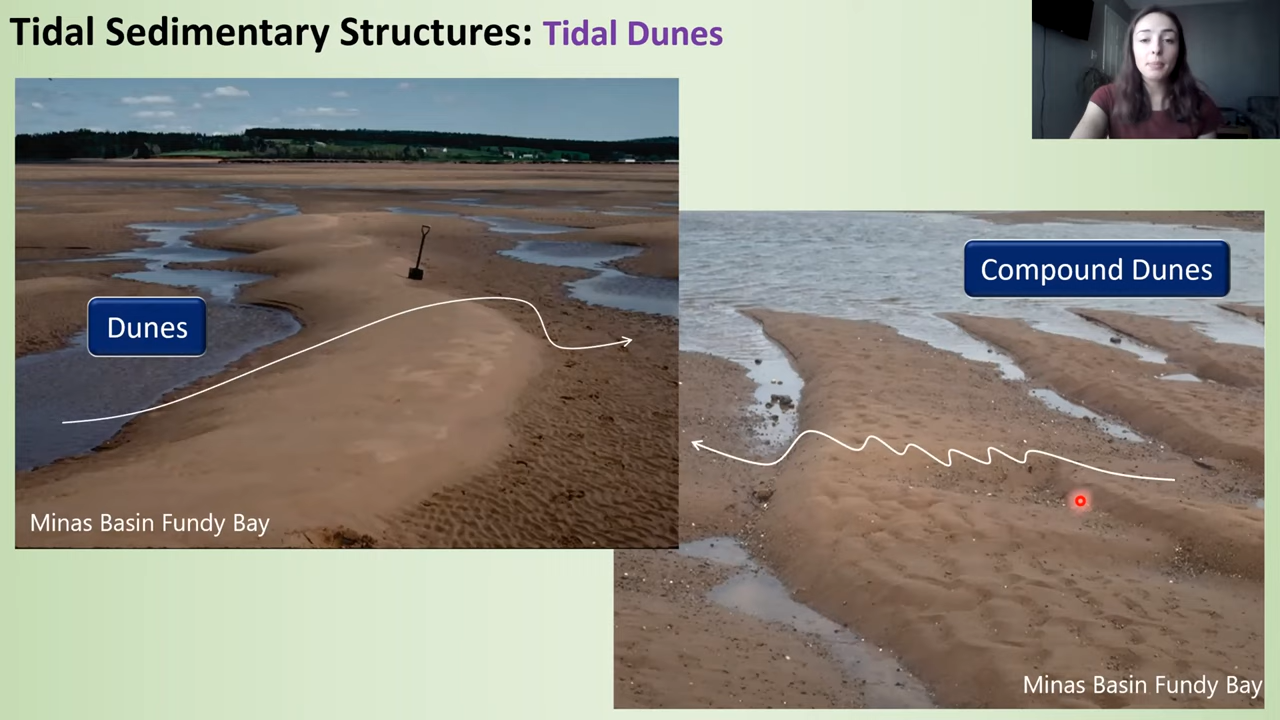 Tidal Sedimentary Structures: Tidal Dunes
Dunes
Minas Basin Fundy Bay
Compound Dunes
Minas Basin Fundy Bay